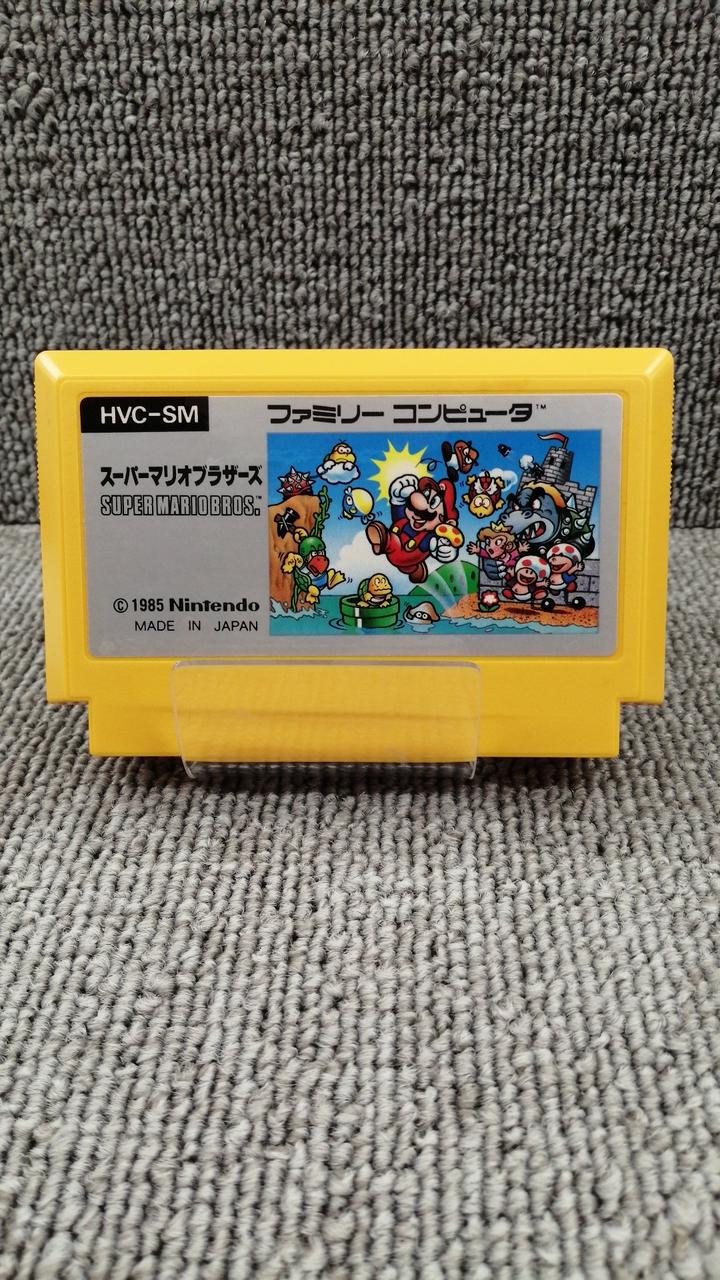 HVC-SM
ファミリー コンピュータ™
スーパーマリオブラザーズ
SUPER MARIO BROS.™
© 1985 Nintendo
MADE IN JAPAN